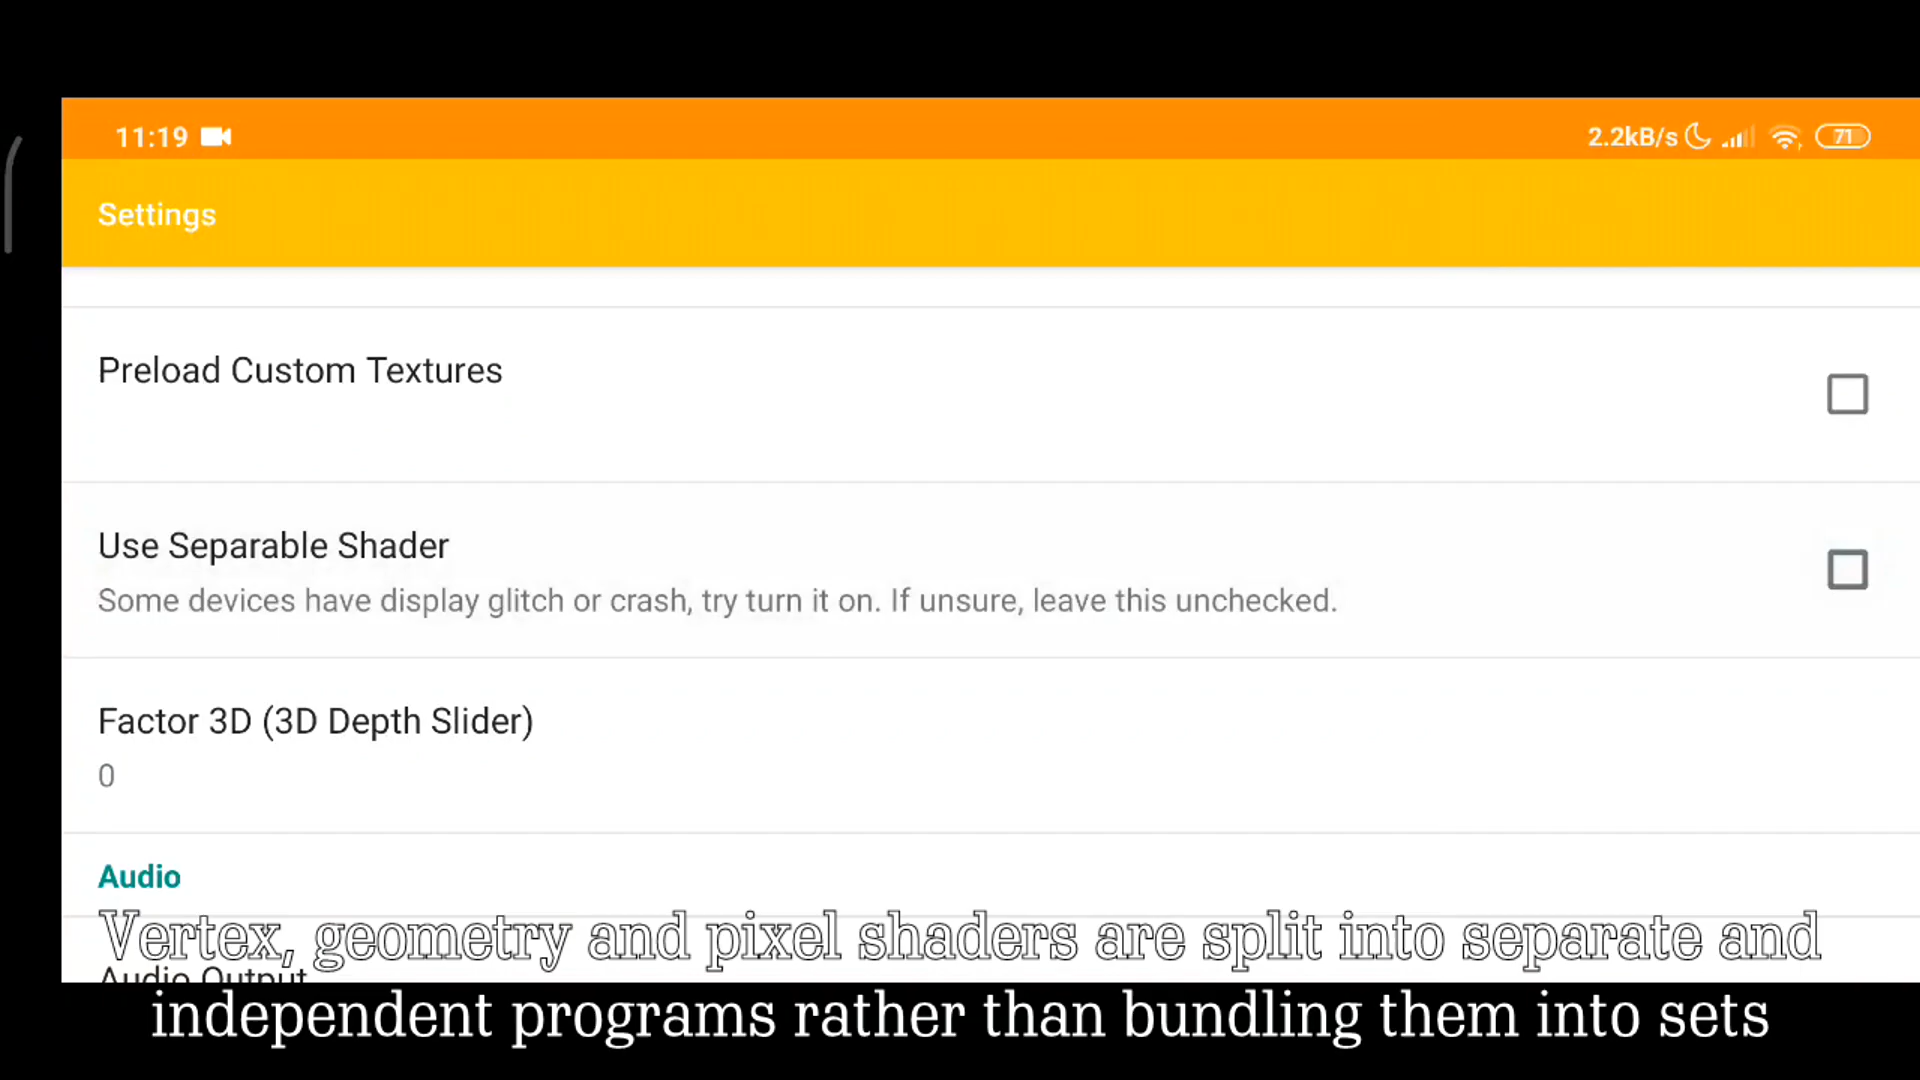 11:19
2.2kB/s
71
Settings
Preload Custom Textures
Use Separable Shader
Some devices have display glitch or crash, try turn it on. If unsure, leave this unchecked.
Factor 3D (3D Depth Slider)
0
Audio
Vertex, geometry and pixel shaders are split into separate and
Audio Output
independent programs rather than bundling them into sets